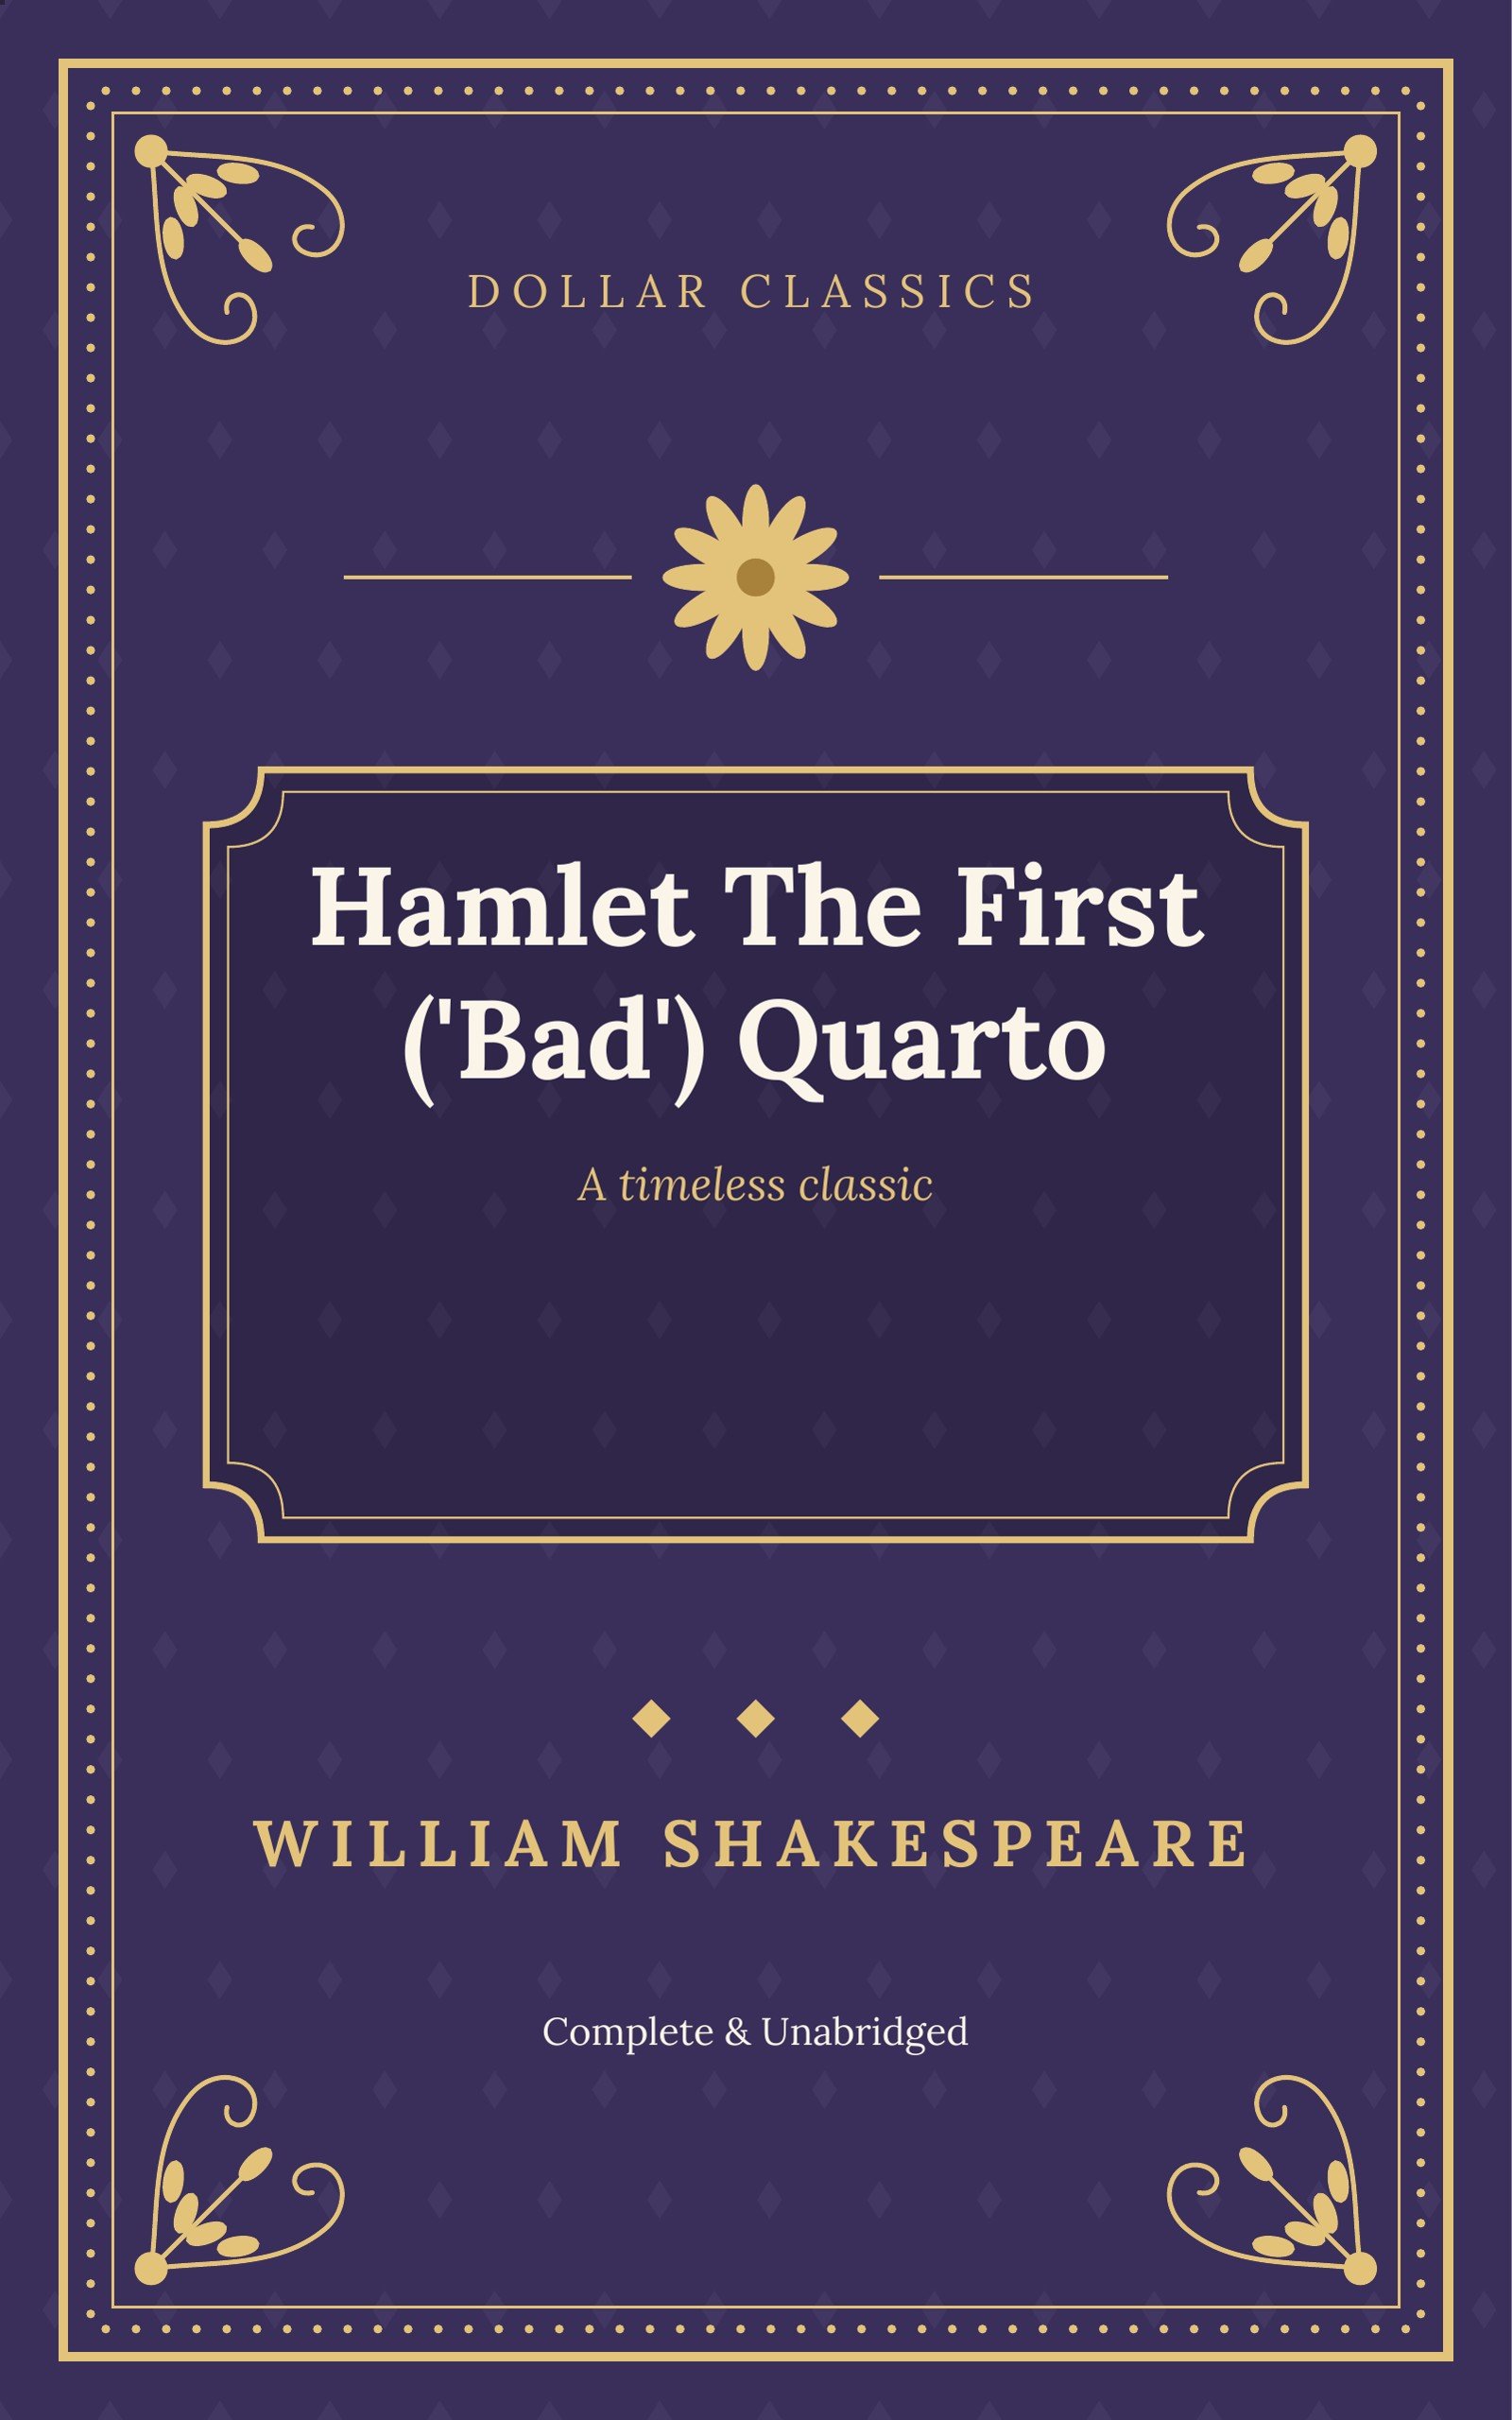 DOLLAR CLASSICS
Hamlet The First
('Bad') Quarto
A timeless classic
WILLIAM SHAKESPEARE
Complete & Unabridged